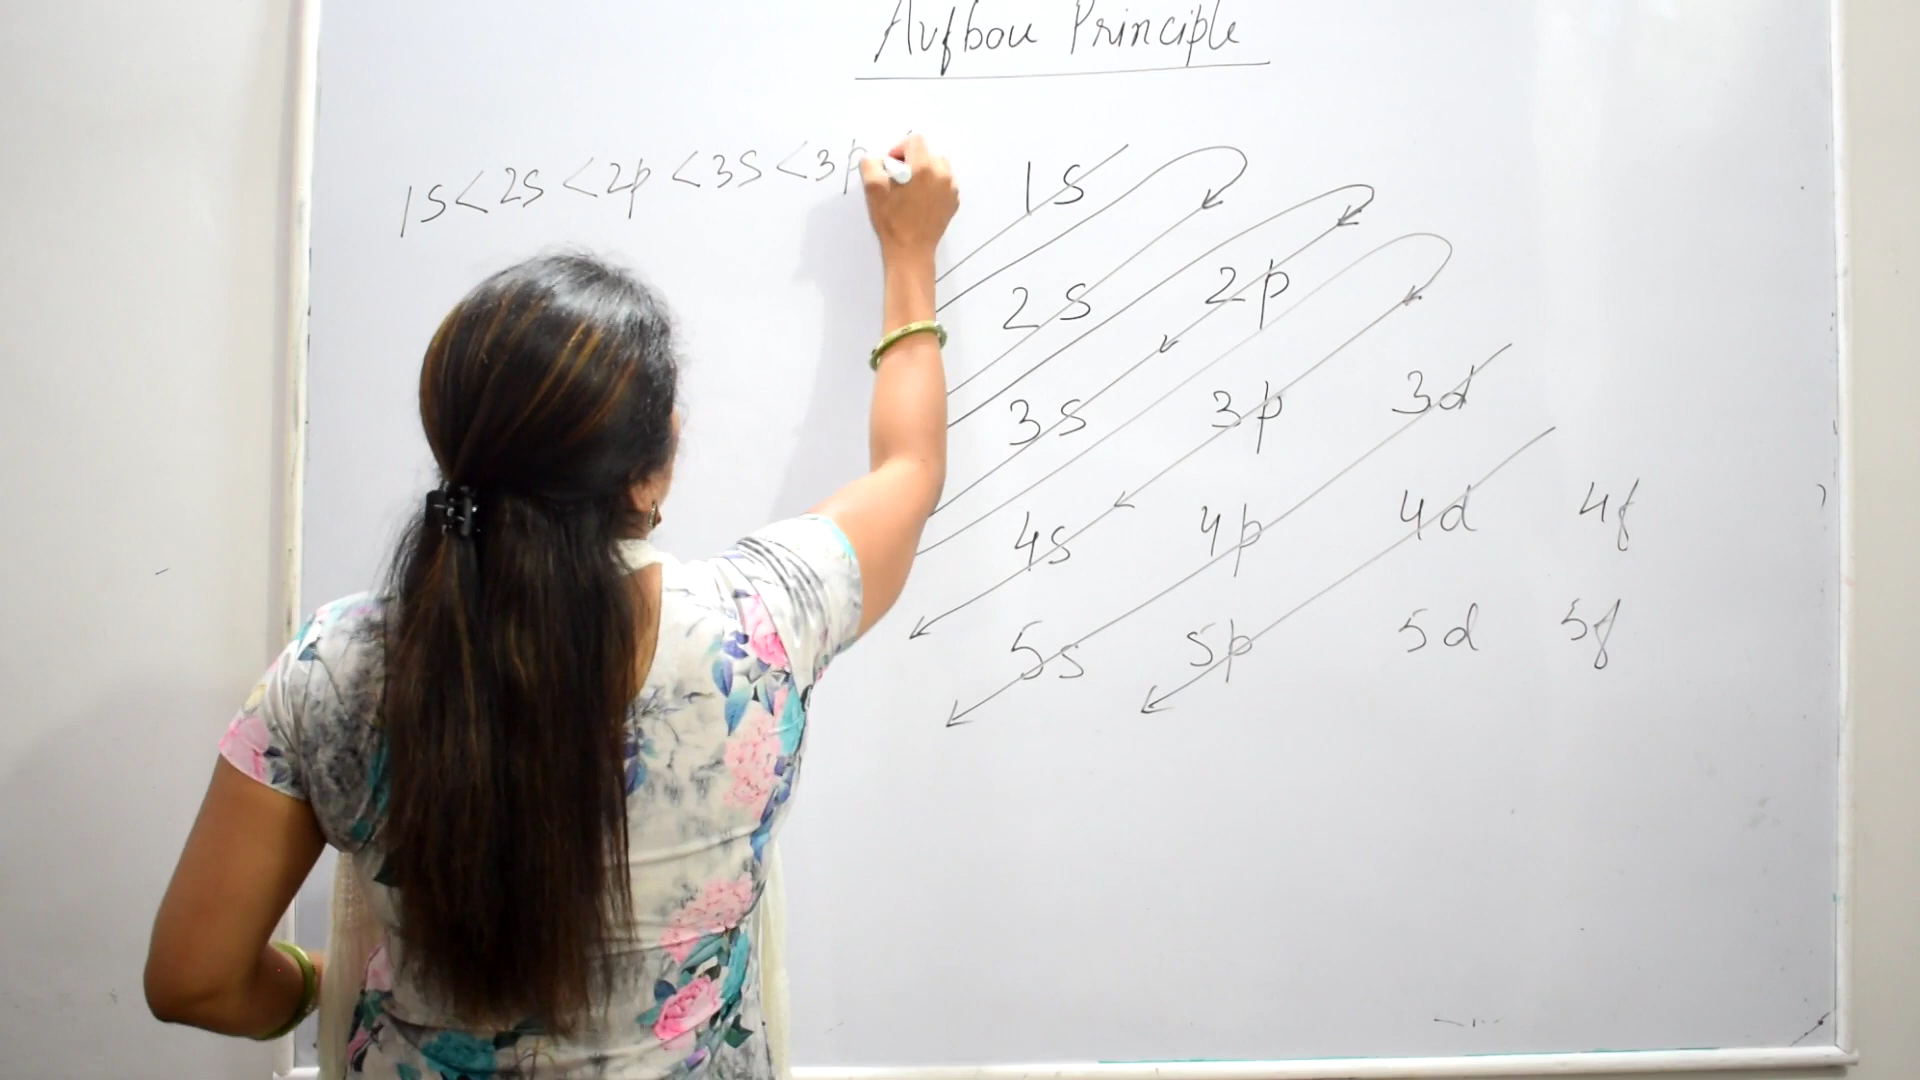 Aufbau Principle
1s < 2s < 2p < 3s < 3p
1s
2s 2p
3s 3p 3d
4s 4p 4d 4f
5s 5p 5d 5f